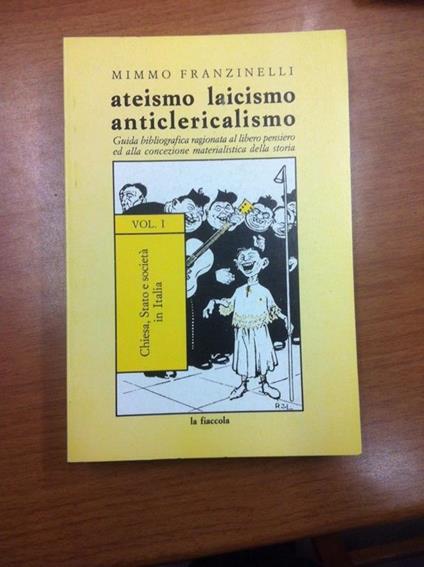 MIMMO FRANZINELLI
ateismo laicismo
anticlericalismo
Guida bibliografica ragionata al libero pensiero
ed alla concezione materialistica della storia
VOL. I
Chiesa, Stato e società
in Italia
la fiaccola